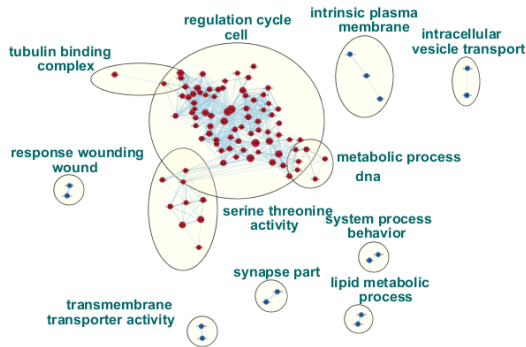 regulation cycle
cell
intrinsic plasma
membrane
intracellular
vesicle transport
tubulin binding
complex
response wounding
wound
metabolic process
dna
serine threonine
activity
system process
behavior
synapse part
lipid metabolic
process
transmembrane
transporter activity